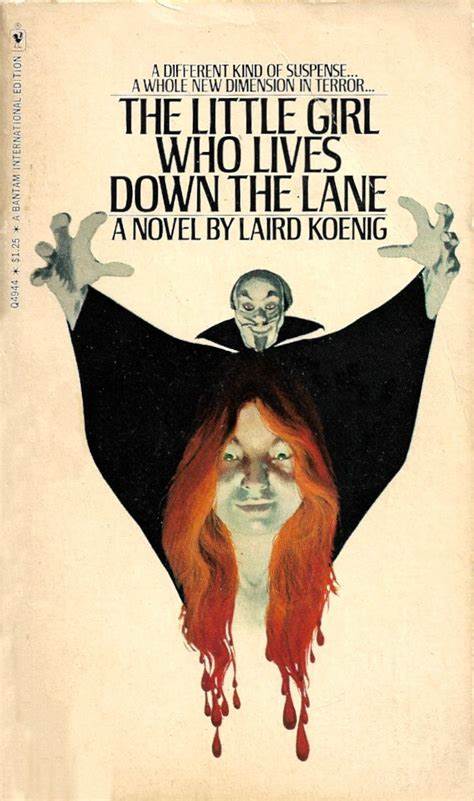 A DIFFERENT KIND OF SUSPENSE...
A WHOLE NEW DIMENSION IN TERROR...
THE LITTLE GIRL
WHO LIVES
DOWN THE LANE
A NOVEL BY LAIRD KOENIG
Q4944 * $1.25 * A BANTAM INTERNATIONAL EDITION